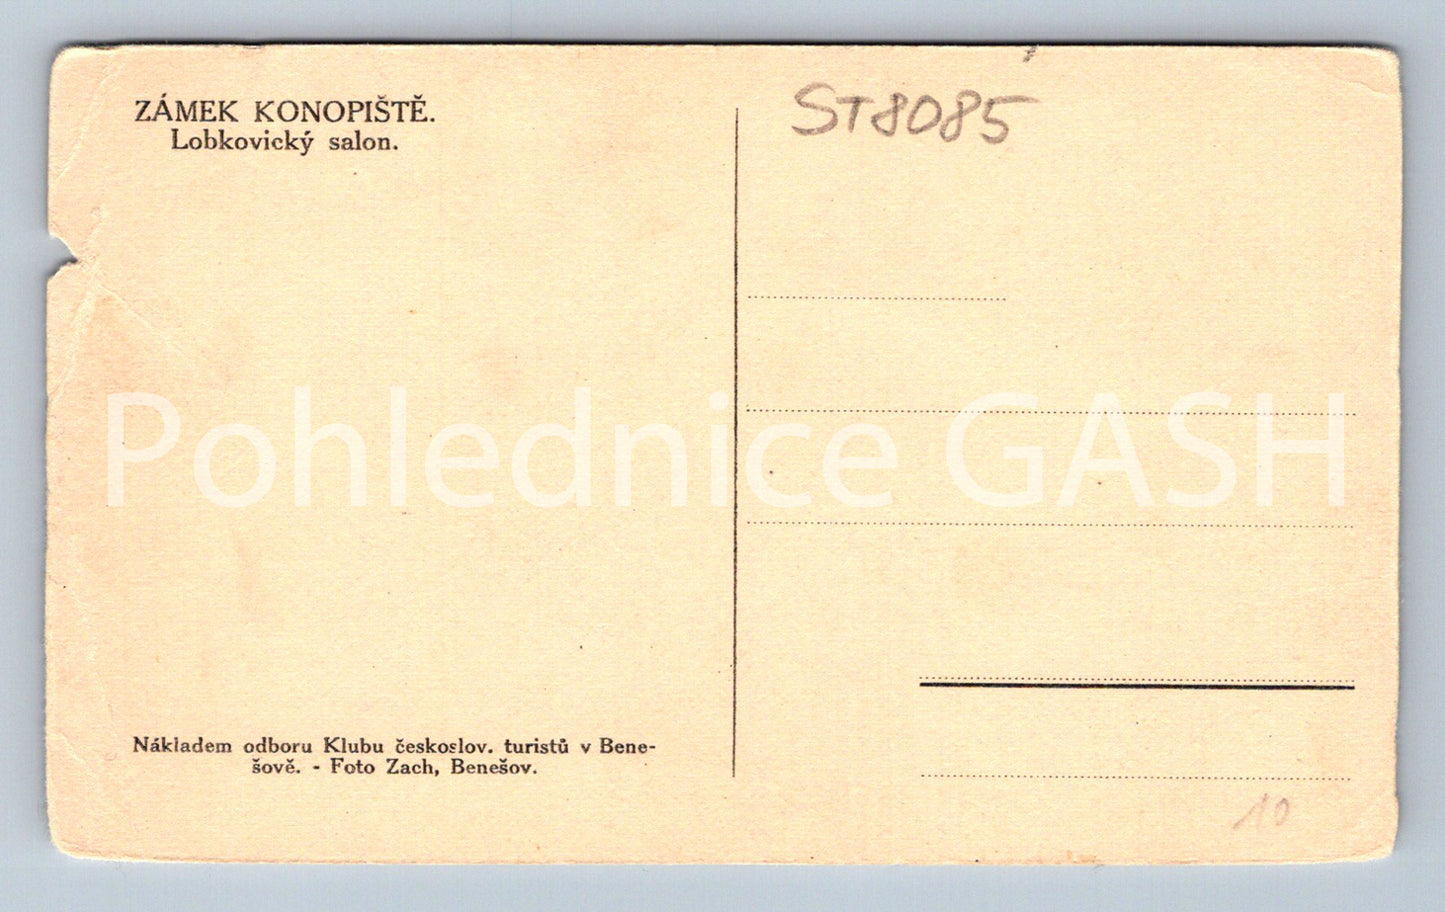 ZÁMEK KONOPIŠTĚ.
Lobkovický salon.
ST8085
Pohlednice GASH
Nákladem odboru Klubu českoslov. turistů v Bene-
šově. - Foto Zach, Benešov.
10